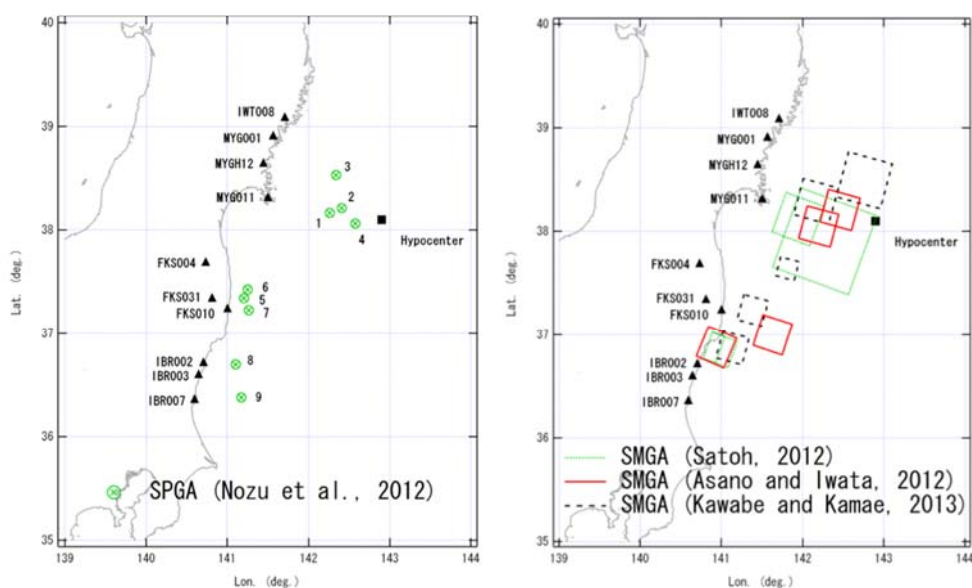 40
39
38
37
36
35
139
140
141
142
143
144
Lat. (deg.)
Lon. (deg.)
IWT008
MYG001
MYGH12
MYG011
FKS004
FKS031
FKS010
IBR002
IBR003
IBR007
3
2
1
4
Hypocenter
6
5
7
8
9
SPGA (Nozu et al., 2012)
40
39
38
37
36
35
139
140
141
142
143
144
Lat. (deg.)
Lon. (deg.)
IWT008
MYG001
MYGH12
MYG011
FKS004
FKS031
FKS010
IBR002
IBR003
IBR007
Hypocenter
SMGA (Satoh, 2012)
SMGA (Asano and Iwata, 2012)
SMGA (Kawabe and Kamae, 2013)